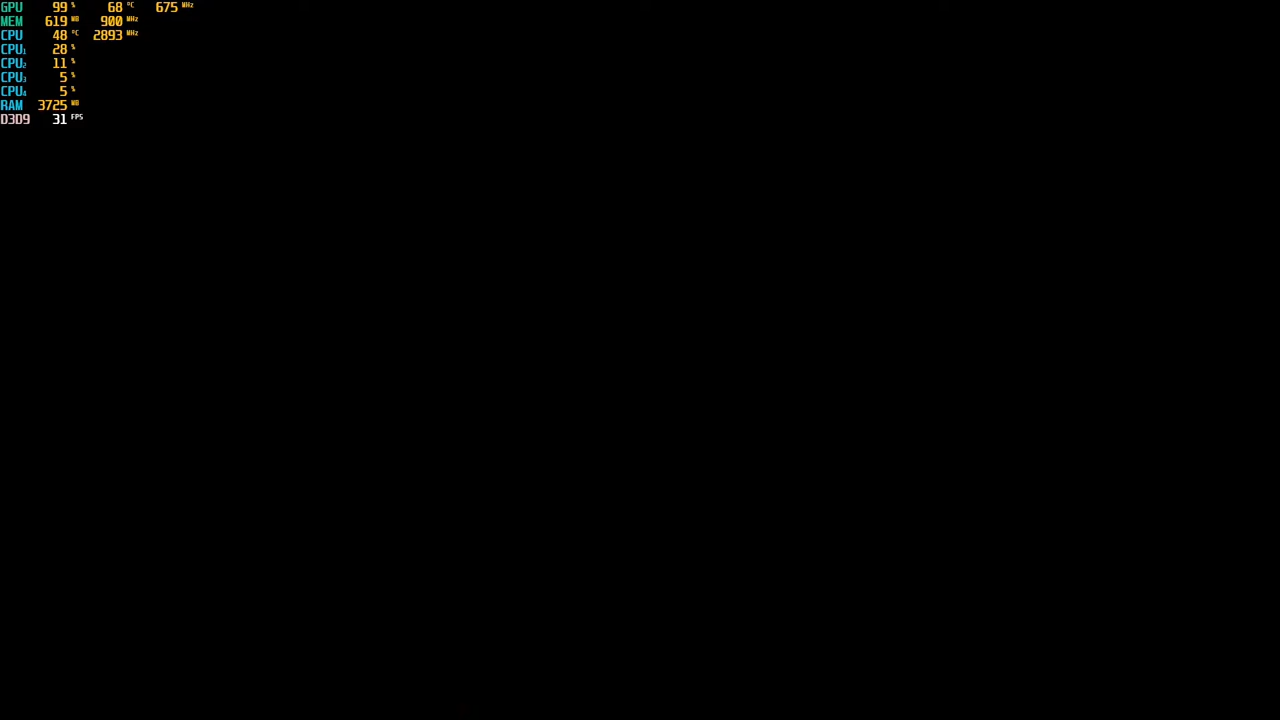 GPU 99 % 68 °C 675 MHz
MEM 619 MB 900 MHz
CPU 48 °C 2893 MHz
CPU1 28 %
CPU2 11 %
CPU3 5 %
CPU4 5 %
RAM 3725 MB
D3D9 31 FPS